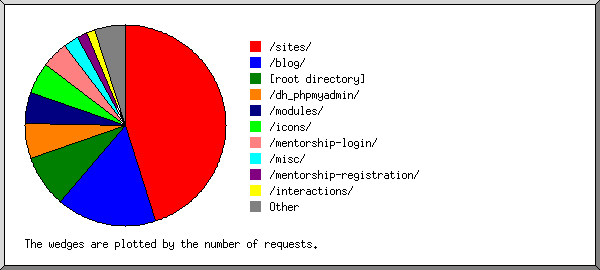 /sites/
/blog/
[root directory]
/dh_phpmyadmin/
/modules/
/icons/
/mentorship-login/
/misc/
/mentorship-registration/
/interactions/
Other
The wedges are plotted by the number of requests.